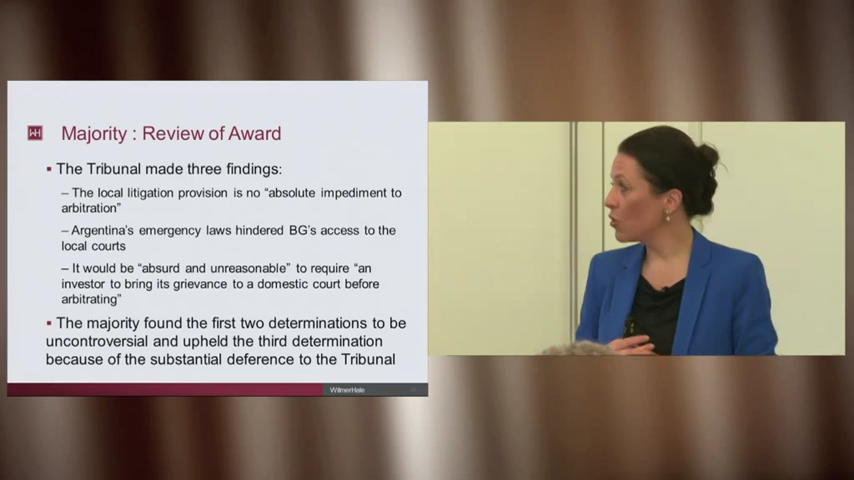 WH
Majority : Review of Award
▪ The Tribunal made three findings:
– The local litigation provision is no “absolute impediment to
arbitration”
– Argentina’s emergency laws hindered BG’s access to the
local courts
– It would be “absurd and unreasonable” to require “an
investor to bring its grievance to a domestic court before
arbitrating”
▪ The majority found the first two determinations to be
uncontroversial and upheld the third determination
because of the substantial deference to the Tribunal
WilmerHale